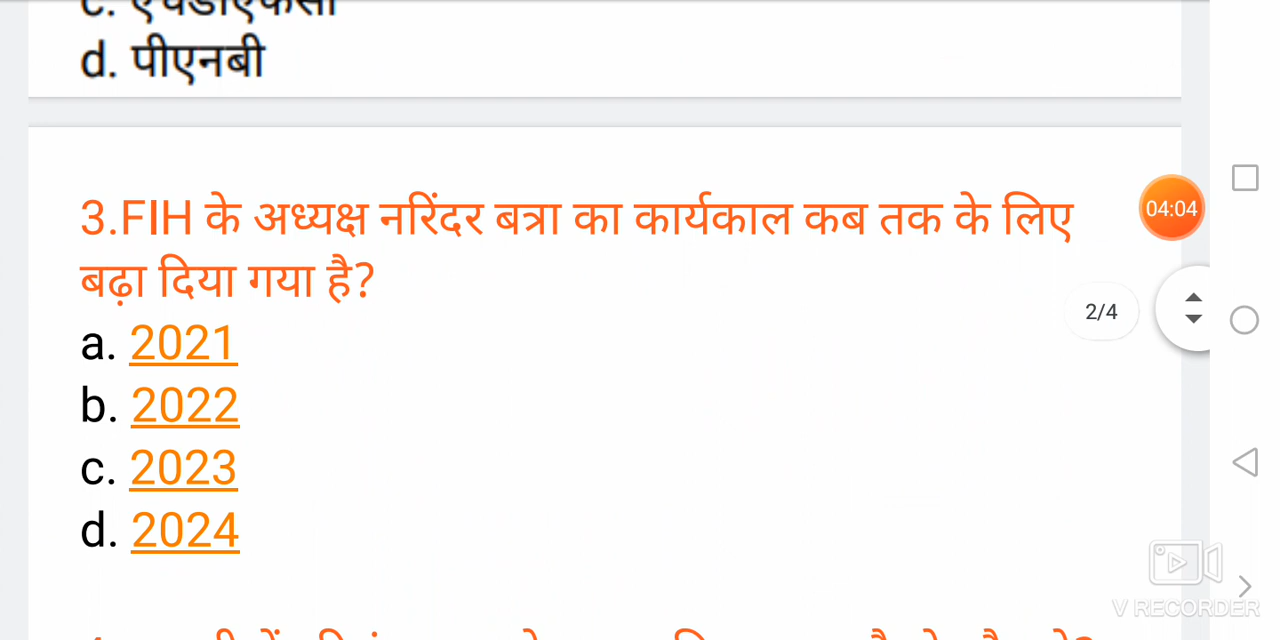 d. पीएनबी
3.FIH के अध्यक्ष नरिंदर बत्रा का कार्यकाल कब तक के लिए
बढ़ा दिया गया है?
04:04
2/4
a. 2021
b. 2022
c. 2023
d. 2024
V RECORDER